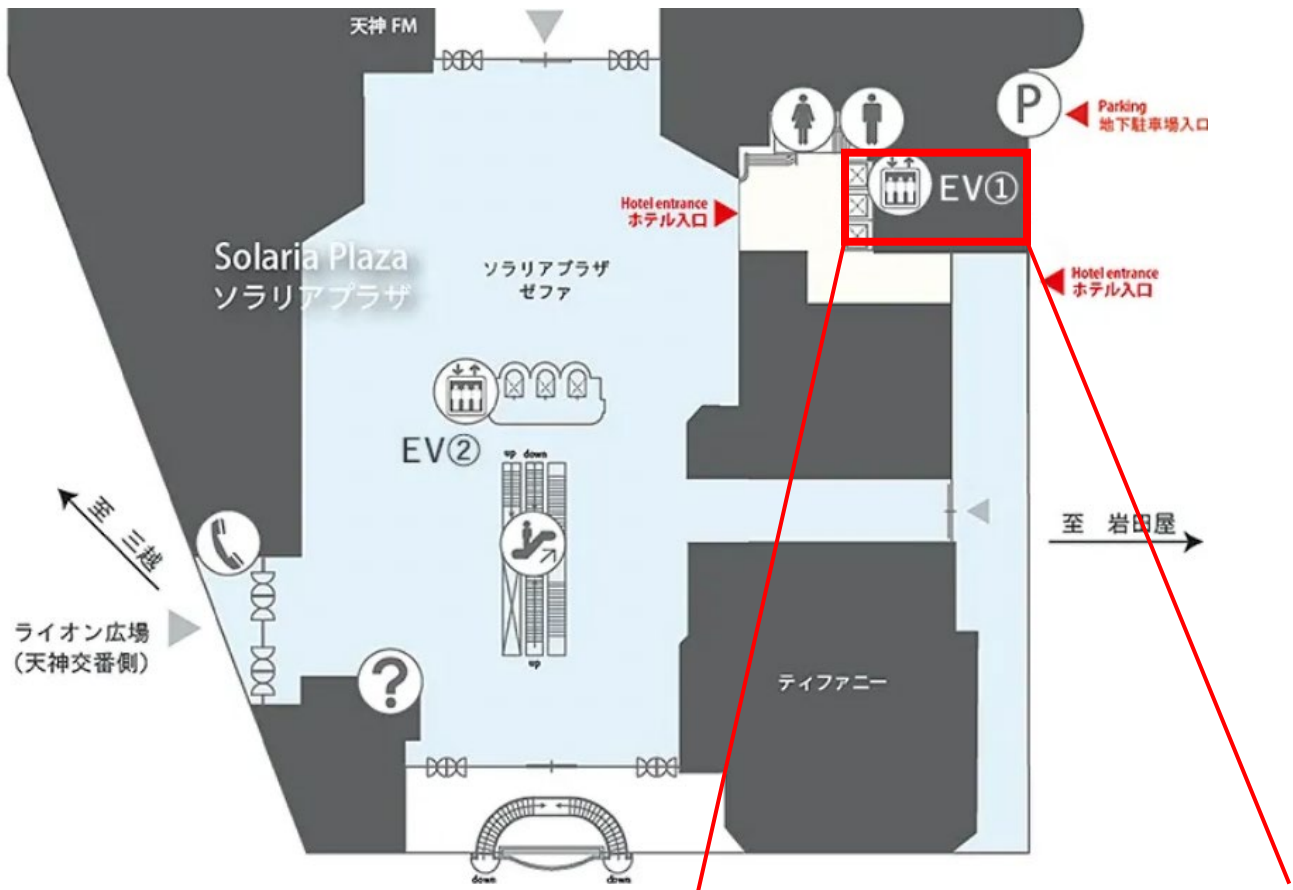 天神 FM
P
Parking
地下駐車場入口
EV①
Hotel entrance
ホテル入口
Solaria Plaza
ソラリアプラザ
ソラリアプラザ
ゼファ
Hotel entrance
ホテル入口
EV②
up down
至 三越
至 岩田屋
ライオン広場
(天神交番側)
?
up
ティファニー
down
down